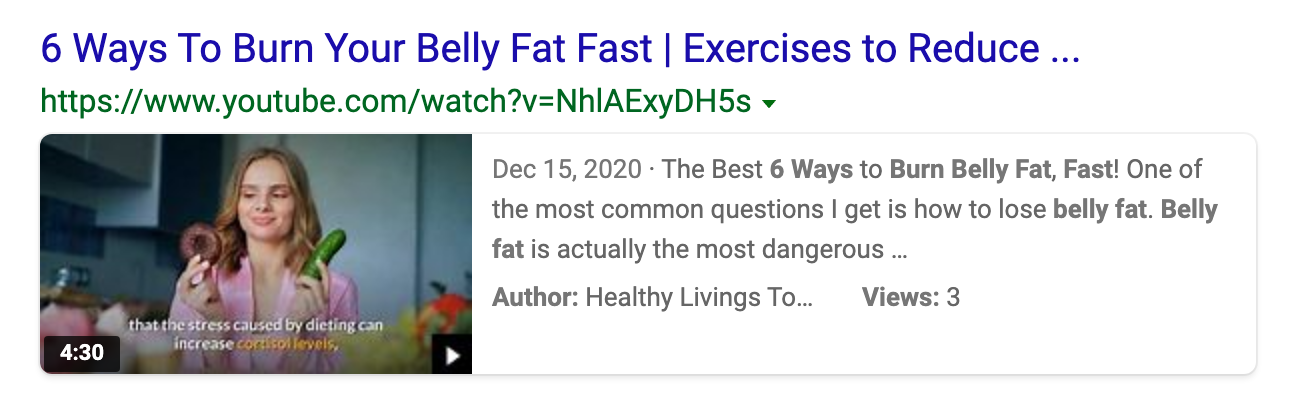 6 Ways To Burn Your Belly Fat Fast | Exercises to Reduce ...
https://www.youtube.com/watch?v=NhlAExyDH5s
Dec 15, 2020 · The Best 6 Ways to Burn Belly Fat, Fast! One of
the most common questions I get is how to lose belly fat. Belly
fat is actually the most dangerous ...
Author: Healthy Livings To... Views: 3
that the stress caused by dieting can
increase cortisol levels,
4:30